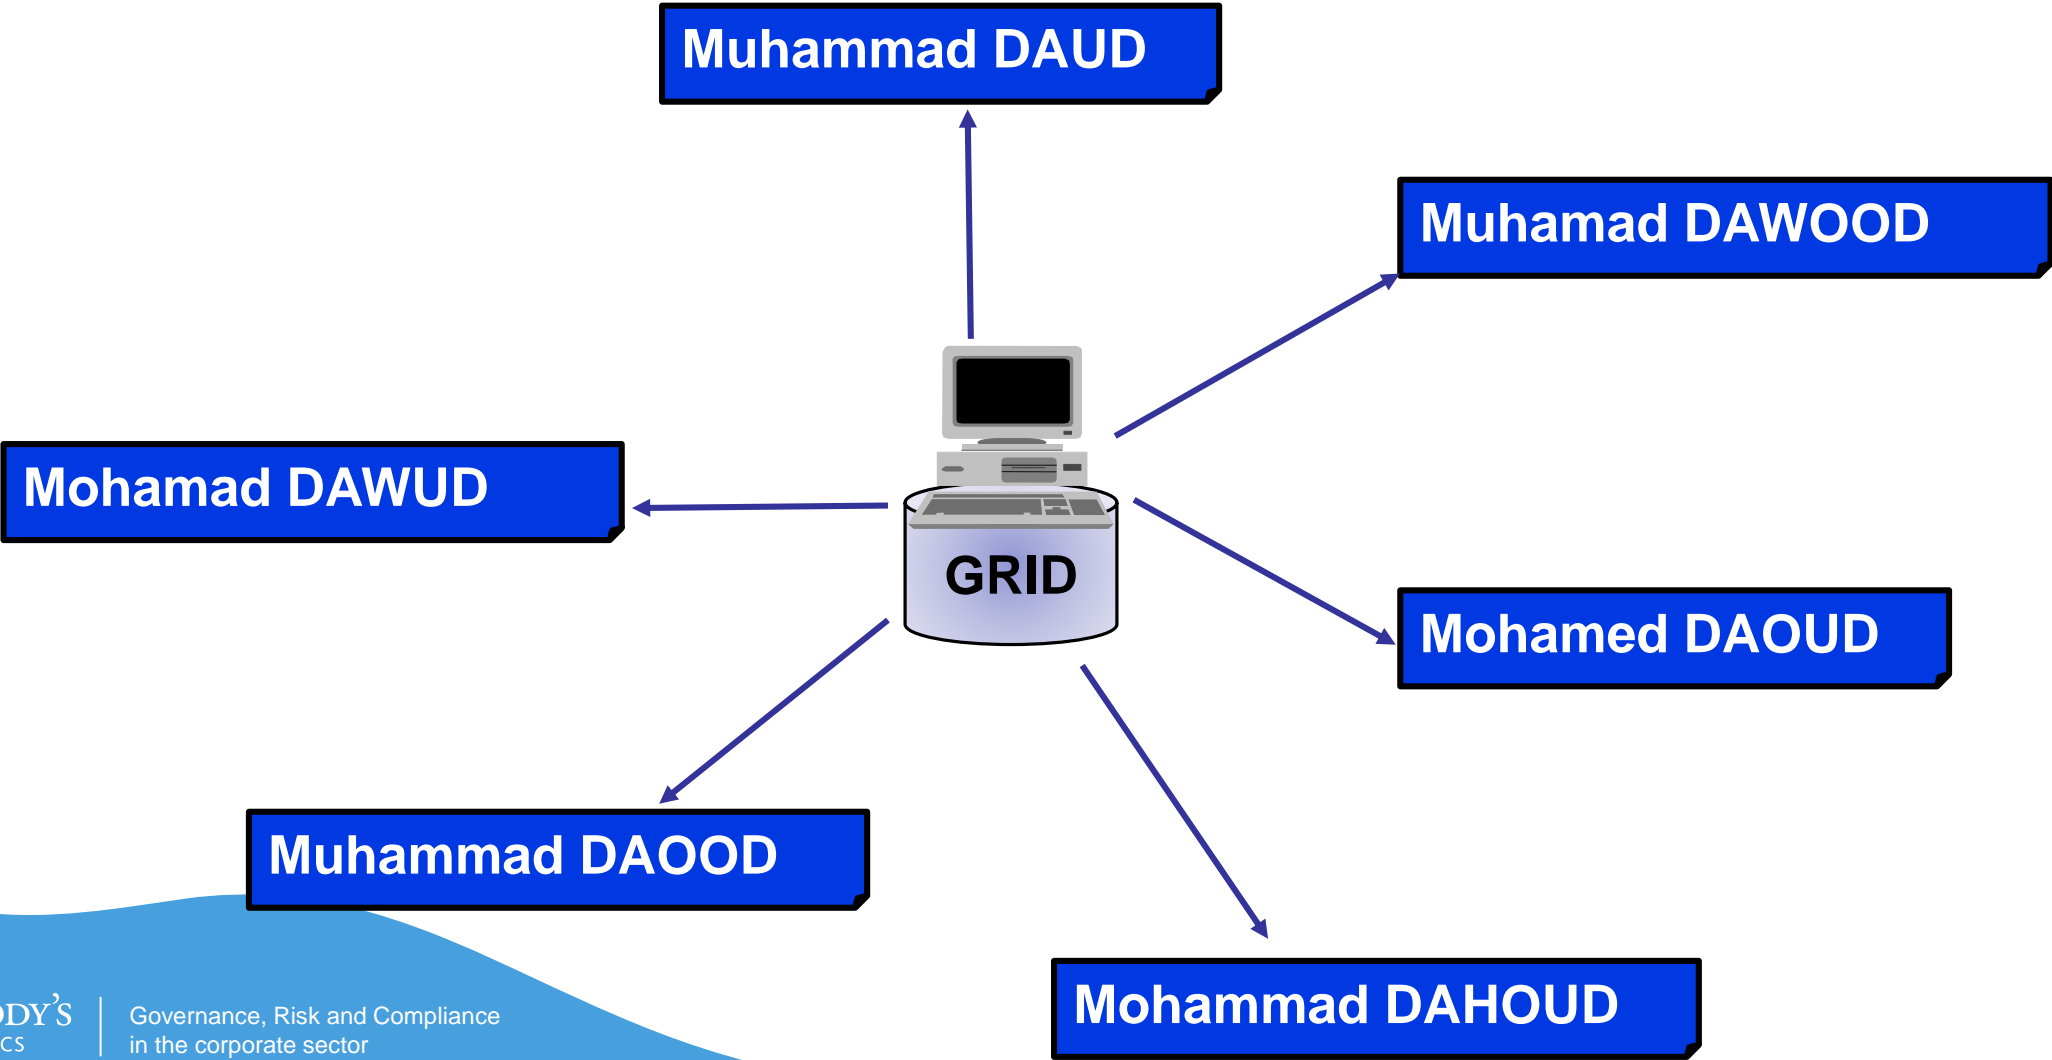 Muhammad DAUD
Muhamad DAWOOD
Mohamad DAWUD
GRID
Mohamed DAOUD
Muhammad DAOOD
Mohammad DAHOUD
Governance, Risk and Compliance
in the corporate sector